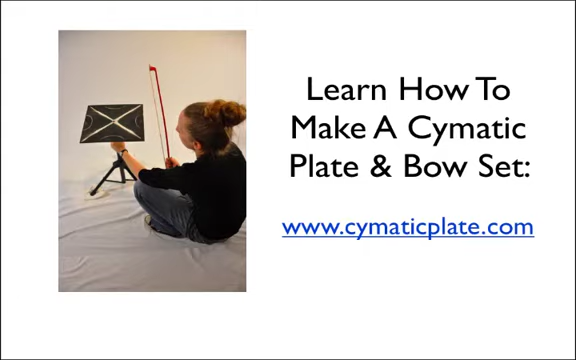 Learn How To
Make A Cymatic
Plate & Bow Set:
www.cymaticplate.com